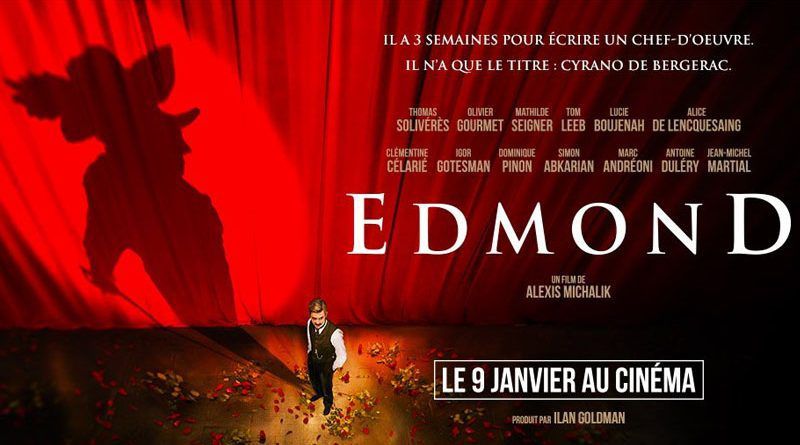 IL A 3 SEMAINES POUR ÉCRIRE UN CHEF-D'OEUVRE.
IL N'A QUE LE TITRE : CYRANO DE BERGERAC.
THOMAS SOLIVÉRÈS OLIVIER GOURMET MATHILDE SEIGNER TOM LEEB LUCIE BOUJENAH ALICE DE LENCQUESAING
CLÉMENTINE CÉLARIÉ IGOR GOTESMAN DOMINIQUE PINON SIMON ABKARIAN MARC ANDRÉONI ANTOINE DULÉRY JEAN-MICHEL MARTIAL
EDMOND
UN FILM DE
ALEXIS MICHALIK
LE 9 JANVIER AU CINÉMA
PRODUIT PAR ILAN GOLDMAN